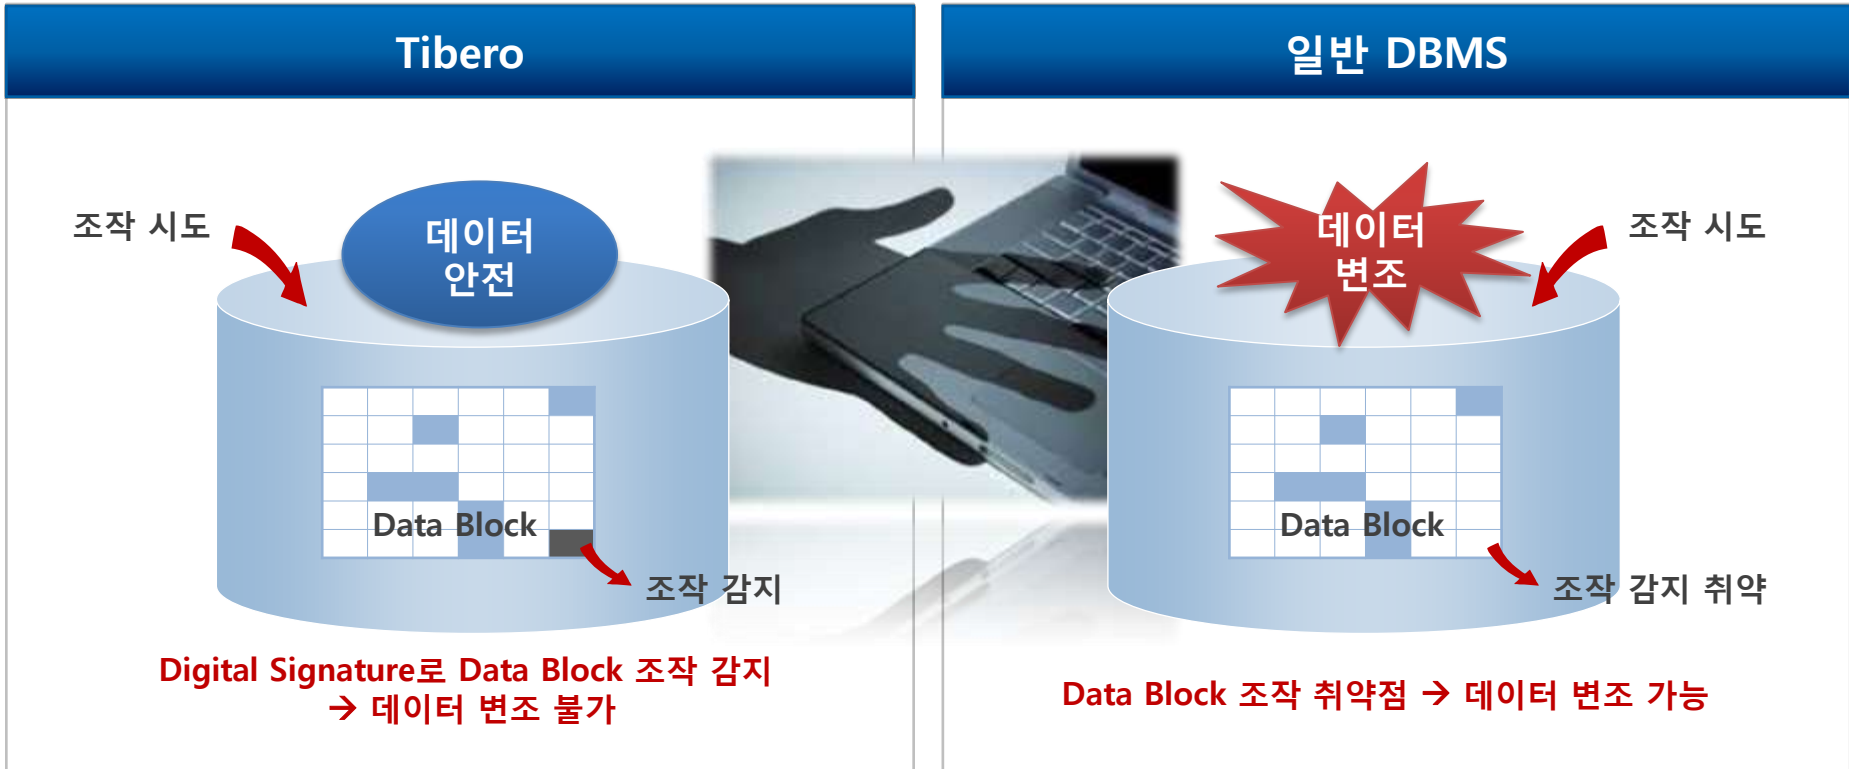 Tibero
조작 시도
데이터
안전
Data Block
조작 감지
Digital Signature로 Data Block 조작 감지
→ 데이터 변조 불가
일반 DBMS
데이터
변조
조작 시도
Data Block
조작 감지 취약
Data Block 조작 취약점 → 데이터 변조 가능